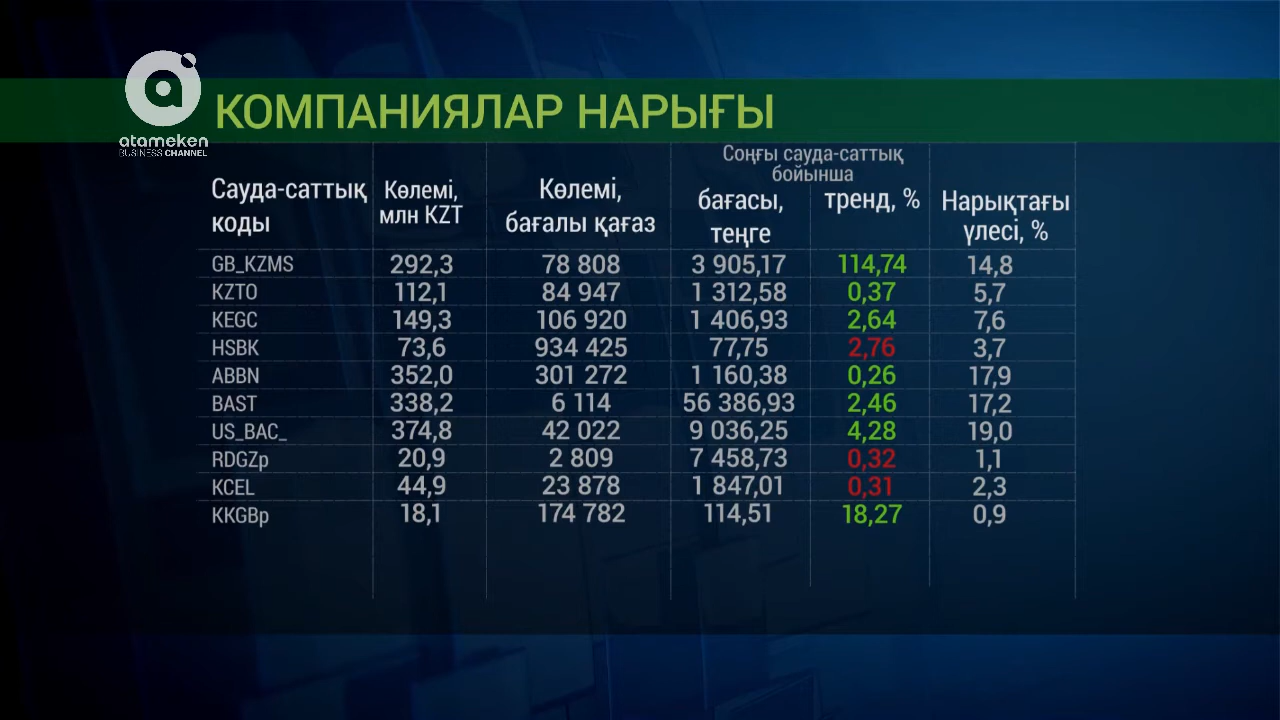 КОМПАНИЯЛАР НАРЫҒЫ
atameken
BUSINESS CHANNEL
Соңғы сауда-саттық
бойынша
Сауда-саттық
коды
Көлемі,
млн KZT
Көлемі,
бағалы қағаз
бағасы,
теңге
тренд, %
Нарықтағы
үлесі, %
GB_KZMS 292,3 78 808 3 905,17 114,74 14,8
KZTO 112,1 84 947 1 312,58 0,37 5,7
KEGC 149,3 106 920 1 406,93 2,64 7,6
HSBK 73,6 934 425 77,75 2,76 3,7
ABBN 352,0 301 272 1 160,38 0,26 17,9
BAST 338,2 6 114 56 386,93 2,46 17,2
US_BAC_ 374,8 42 022 9 036,25 4,28 19,0
RDGZp 20,9 2 809 7 458,73 0,32 1,1
KCEL 44,9 23 878 1 847,01 0,31 2,3
KKGBp 18,1 174 782 114,51 18,27 0,9